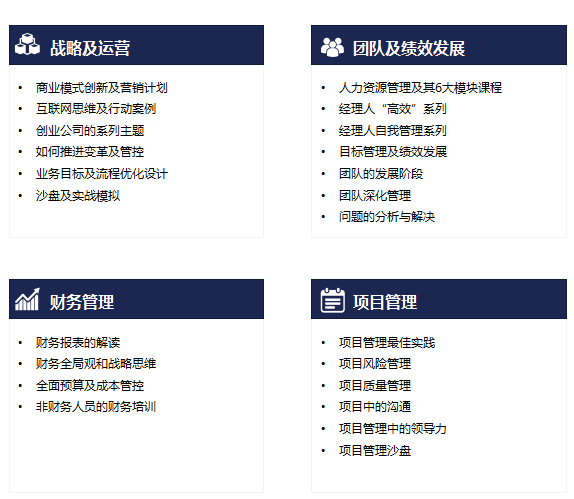 战略及运营
• 商业模式创新及营销计划
• 互联网思维及行动案例
• 创业公司的系列主题
• 如何推进变革及管控
• 业务目标及流程优化设计
• 沙盘及实战模拟
团队及绩效发展
• 人力资源管理及其6大模块课程
• 经理人“高效”系列
• 经理人自我管理系列
• 目标管理及绩效发展
• 团队的发展阶段
• 团队深化管理
• 问题的分析与解决
财务管理
• 财务报表的解读
• 财务全局观和战略思维
• 全面预算及成本管控
• 非财务人员的财务培训
项目管理
• 项目管理最佳实践
• 项目风险管理
• 项目质量管理
• 项目中的沟通
• 项目管理中的领导力
• 项目管理沙盘